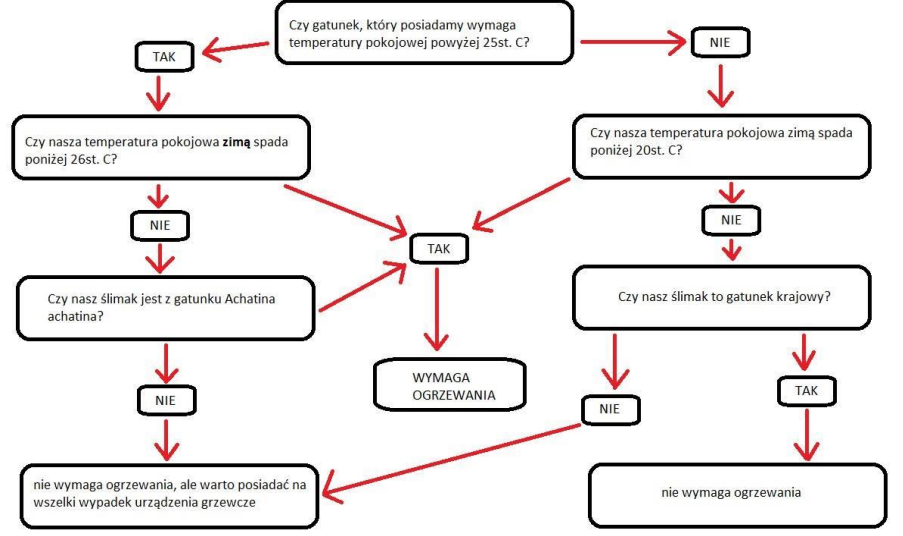 Czy gatunek, który posiadamy wymaga
temperatury pokojowej powyżej 25st. C?
TAK
NIE
Czy nasza temperatura pokojowa zimą spada
poniżej 26st. C?
Czy nasza temperatura pokojowa zimą spada
poniżej 20st. C?
NIE
NIE
TAK
Czy nasz ślimak jest z gatunku Achatina
achatina?
Czy nasz ślimak to gatunek krajowy?
WYMAGA
OGRZEWANIA
NIE
NIE
TAK
nie wymaga ogrzewania, ale warto posiadać na
wszelki wypadek urządzenia grzewcze
nie wymaga ogrzewania